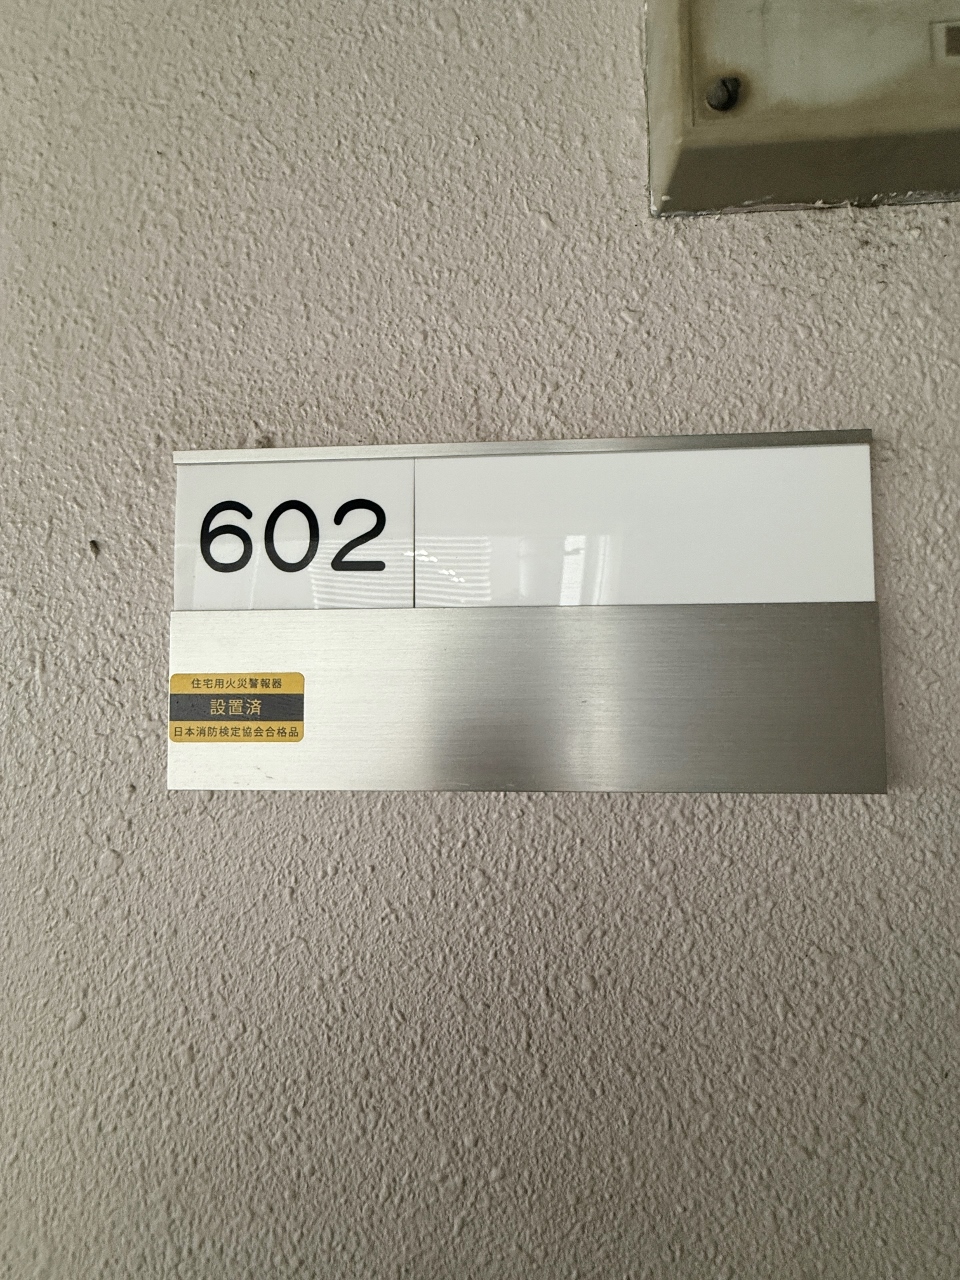 602
住宅用火災警報器
設置済
日本消防検定協会合格品